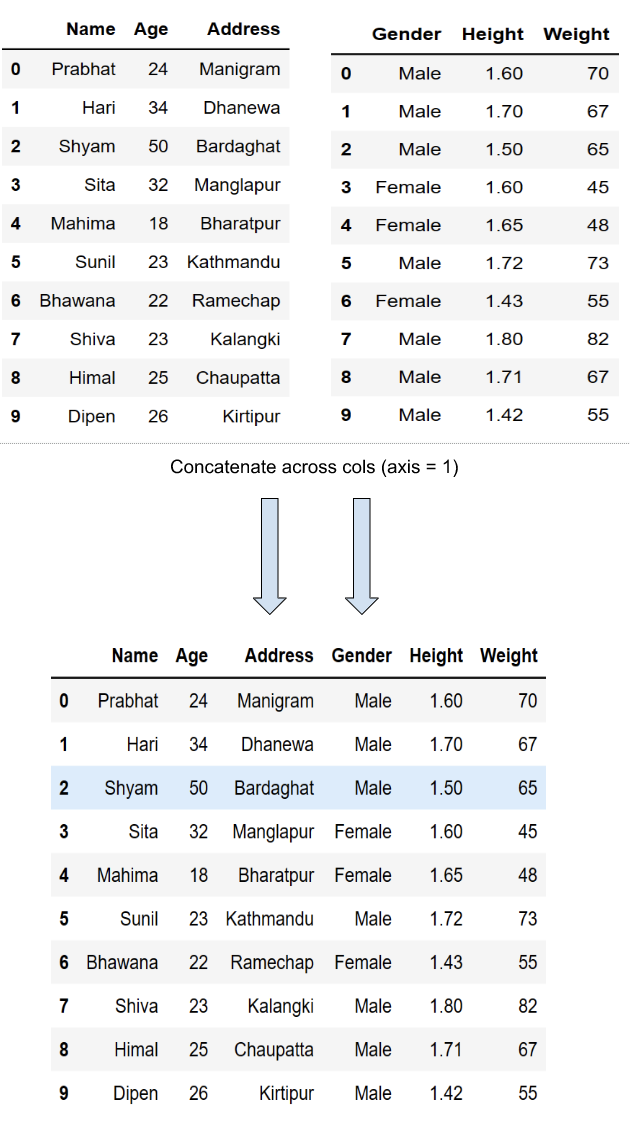 Name Age Address
0 Prabhat 24 Manigram
1 Hari 34 Dhanewa
2 Shyam 50 Bardaghat
3 Sita 32 Manglapur
4 Mahima 18 Bharatpur
5 Sunil 23 Kathmandu
6 Bhawana 22 Ramechap
7 Shiva 23 Kalangki
8 Himal 25 Chaupatta
9 Dipen 26 Kirtipur
Gender Height Weight
0 Male 1.60 70
1 Male 1.70 67
2 Male 1.50 65
3 Female 1.60 45
4 Female 1.65 48
5 Male 1.72 73
6 Female 1.43 55
7 Male 1.80 82
8 Male 1.71 67
9 Male 1.42 55
Concatenate across cols (axis = 1)
Name Age Address Gender Height Weight
0 Prabhat 24 Manigram Male 1.60 70
1 Hari 34 Dhanewa Male 1.70 67
2 Shyam 50 Bardaghat Male 1.50 65
3 Sita 32 Manglapur Female 1.60 45
4 Mahima 18 Bharatpur Female 1.65 48
5 Sunil 23 Kathmandu Male 1.72 73
6 Bhawana 22 Ramechap Female 1.43 55
7 Shiva 23 Kalangki Male 1.80 82
8 Himal 25 Chaupatta Male 1.71 67
9 Dipen 26 Kirtipur Male 1.42 55